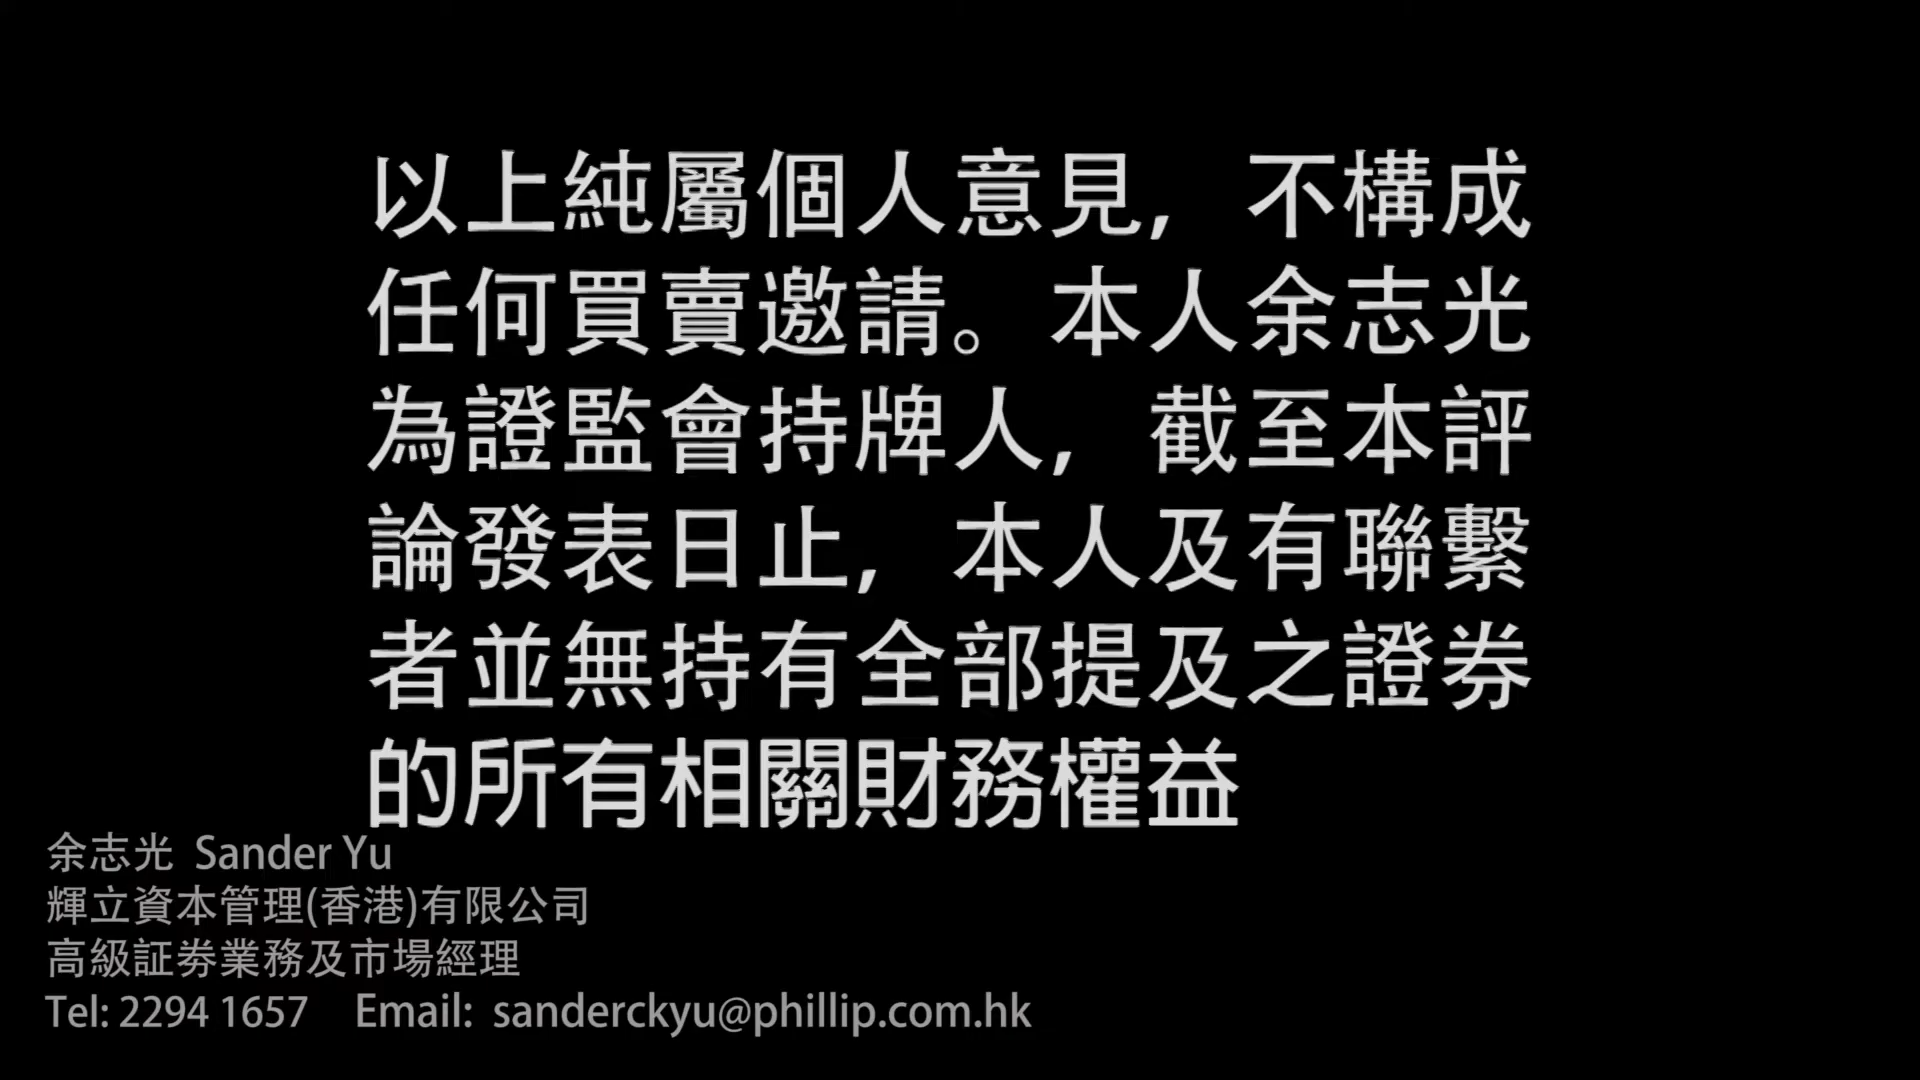 以上純屬個人意見，不構成
任何買賣邀請。本人余志光
為證監會持牌人，截至本評
論發表日止，本人及有聯繫
者並無持有全部提及之證券
的所有相關財務權益
余志光 Sander Yu
輝立資本管理(香港)有限公司
高級証券業務及市場經理
Tel: 2294 1657 Email: sanderckyu@phillip.com.hk